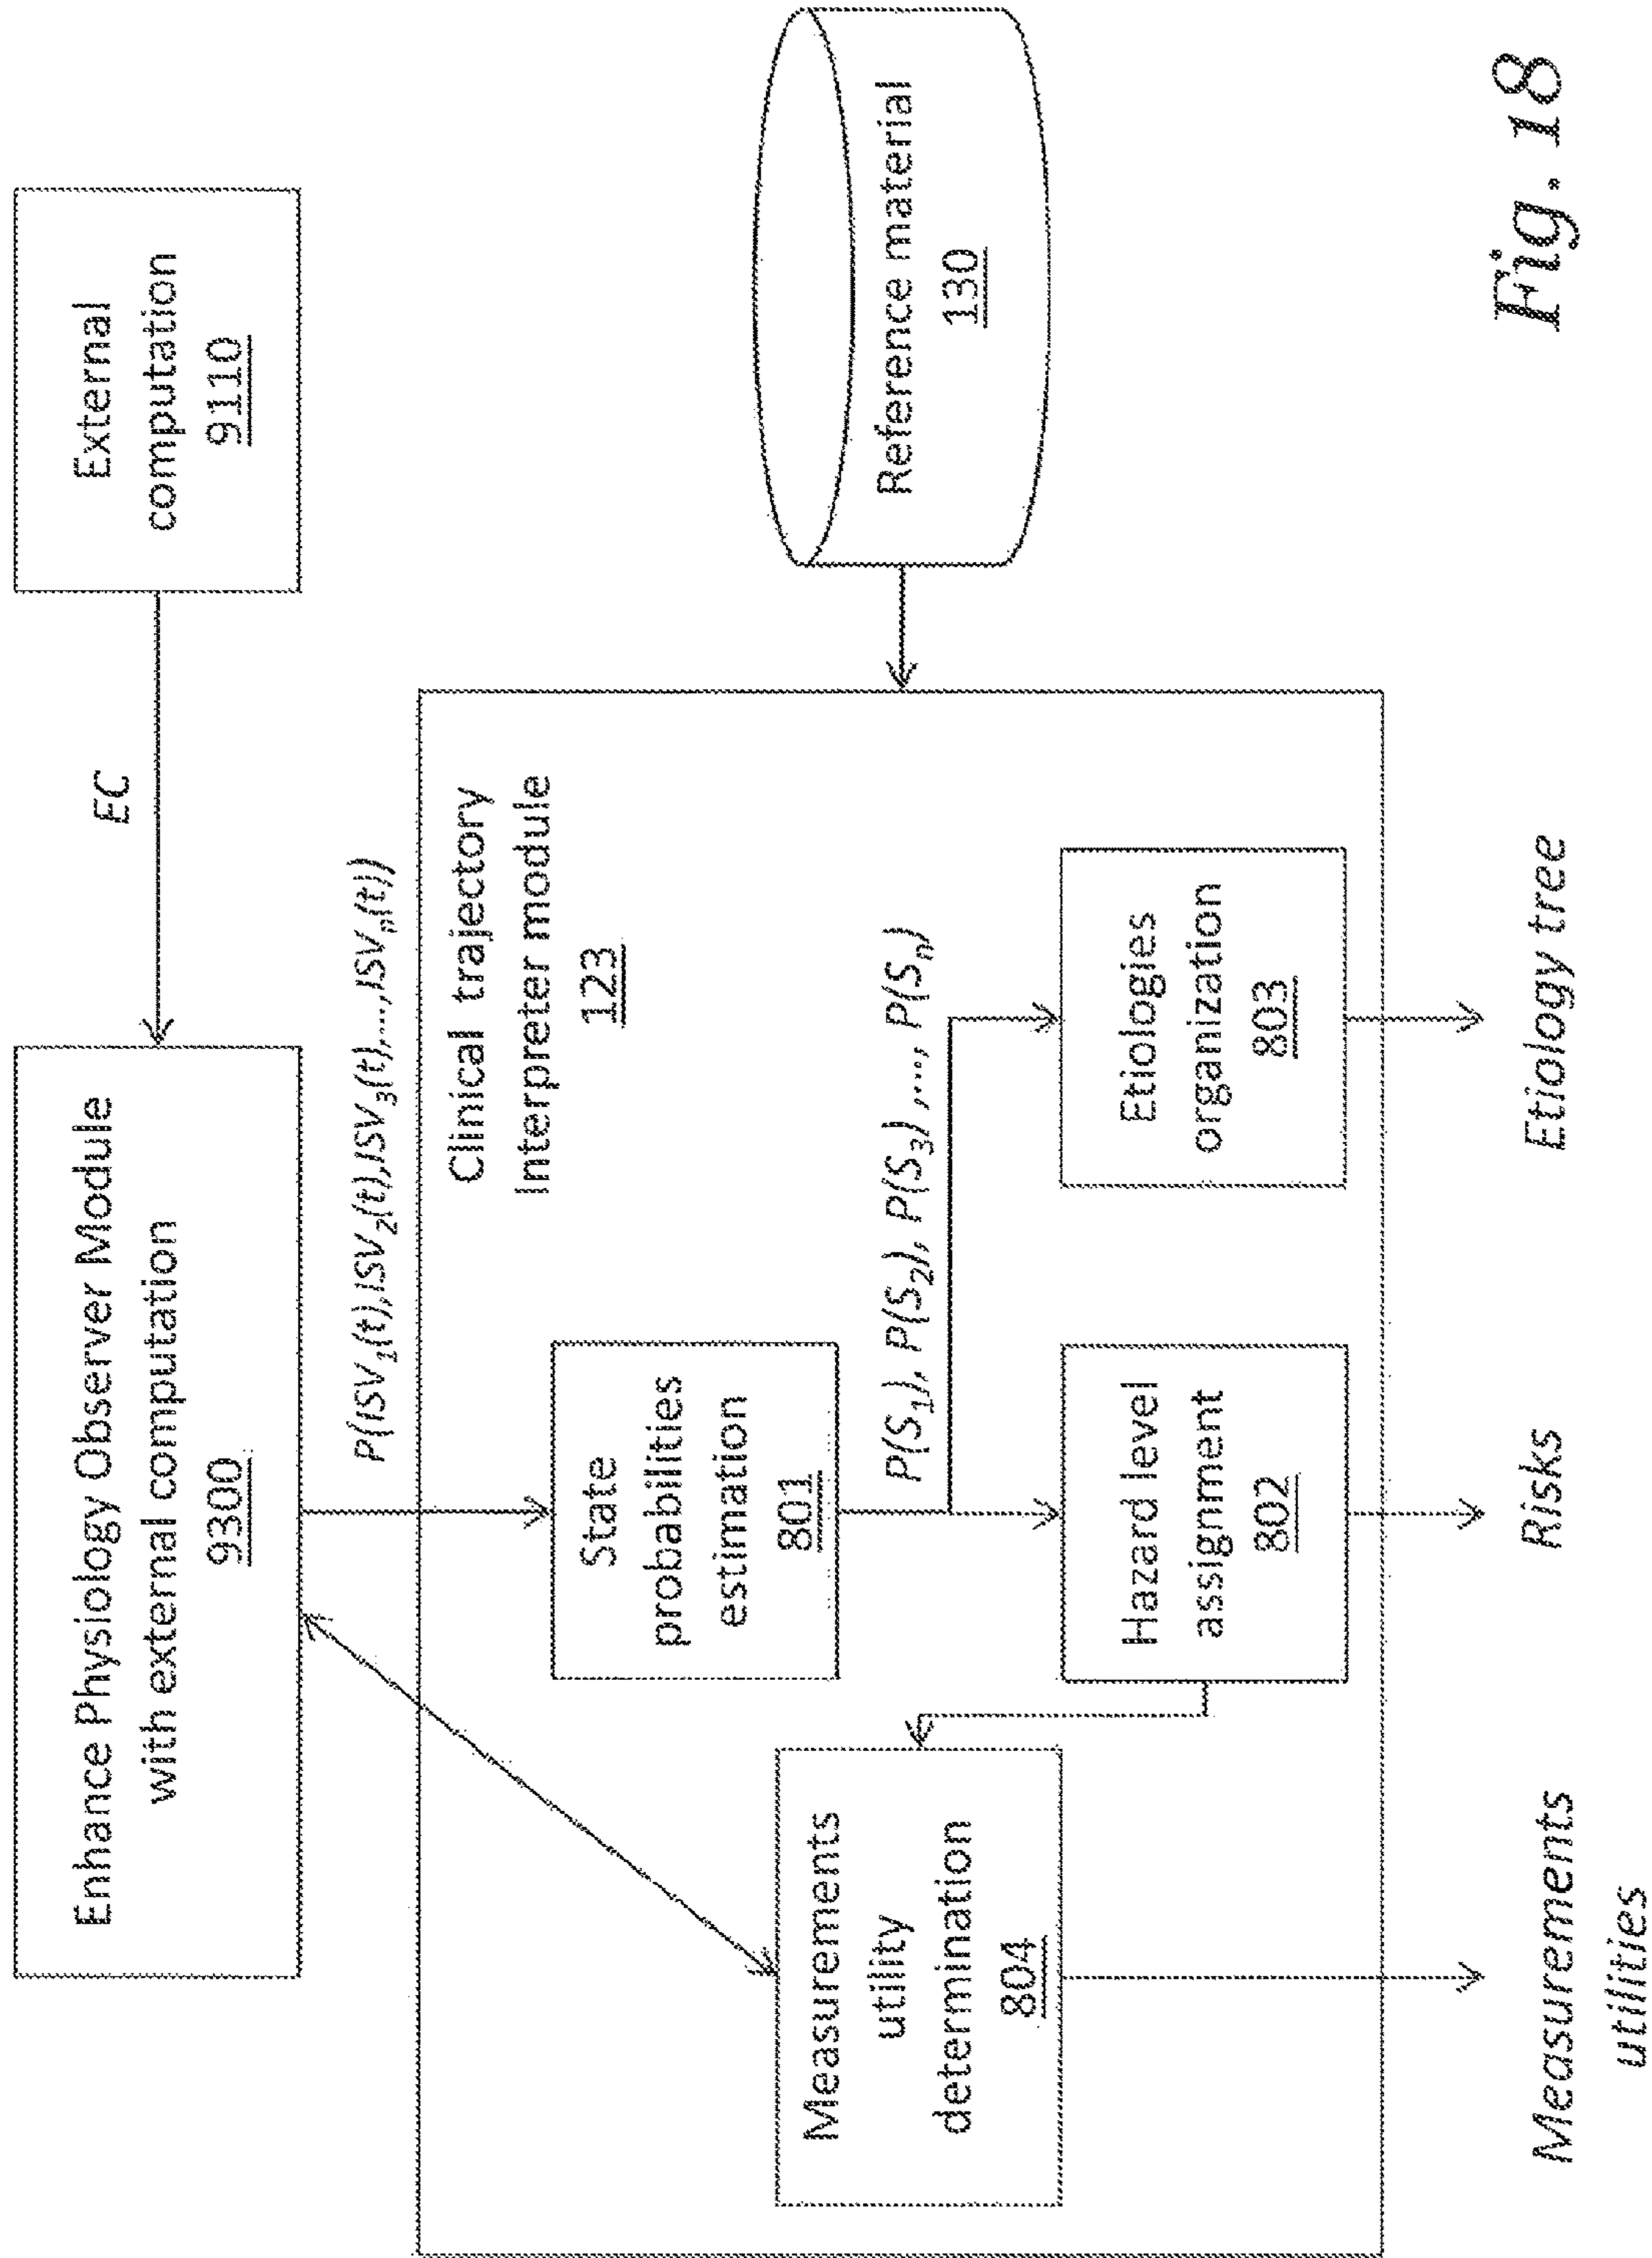 Enhance Physiology Observer Module
with external computation
9300
External
computation
9110
EC
P(ISV₁(t),ISV₂(t),ISV₃(t),...,ISVₙ(t))
Clinical trajectory
Interpreter module
123
Reference material
130
State
probabilities
estimation
801
P(S₁), P(S₂), P(S₃) ,..., P(Sₙ)
Measurements
utility
determination
804
Hazard level
assignment
802
Etiologies
organization
803
Measurements
utilities
Risks
Etiology tree
Fig. 18